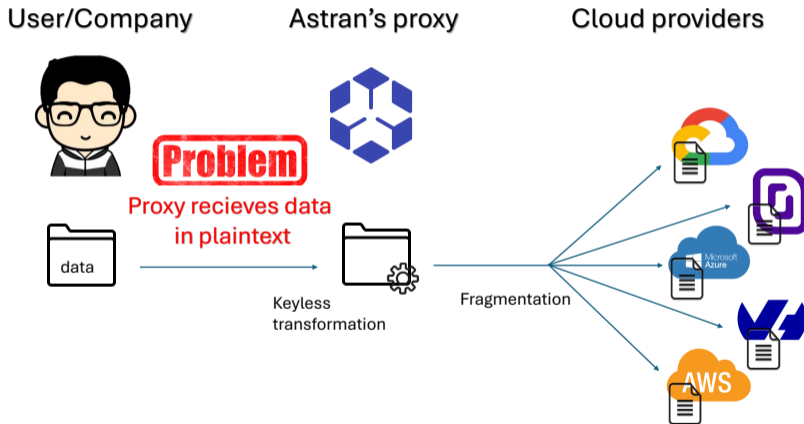 User/Company
Astran's proxy
Cloud providers
Problem
Proxy recieves data
in plaintext
data
Keyless
transformation
Fragmentation
Microsoft
Azure
AWS